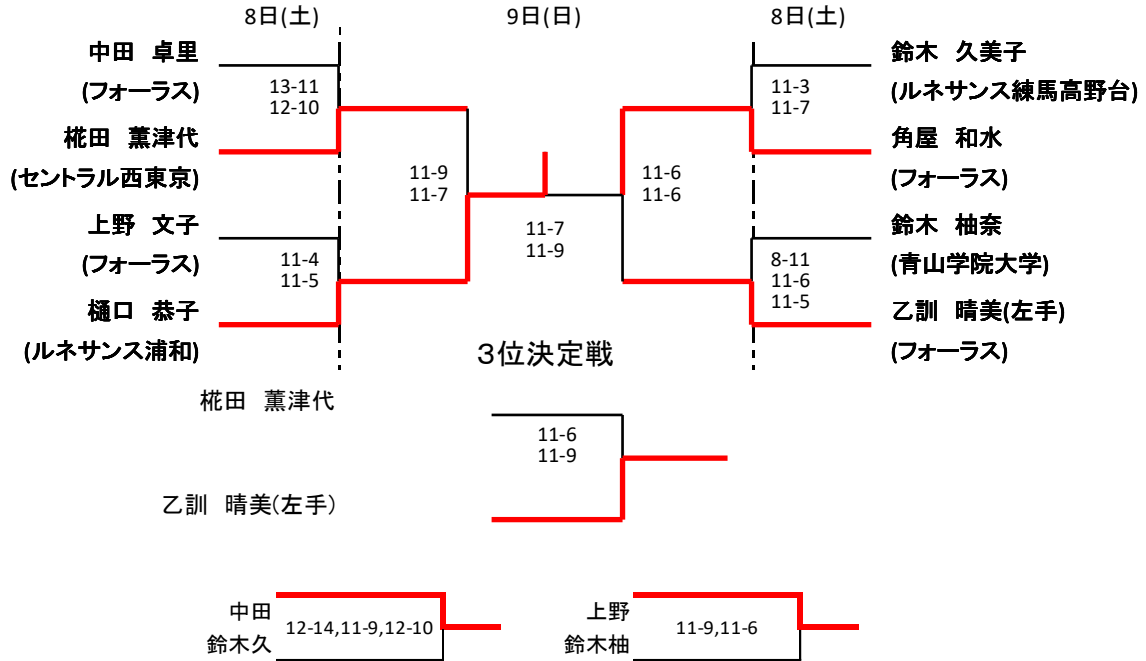 8日(土)
9日(日)
8日(土)
中田 卓里
(フォーラス)
13-11
12-10
椛田 薫津代
(セントラル西東京)
11-9
11-7
上野 文子
(フォーラス)
11-4
11-5
樋口 恭子
(ルネサンス浦和)
11-7
11-9
鈴木 久美子
(ルネサンス練馬高野台)
11-3
11-7
角屋 和水
(フォーラス)
11-6
11-6
鈴木 柚奈
(青山学院大学)
8-11
11-6
11-5
乙訓 晴美(左手)
(フォーラス)
3位決定戦
椛田 薫津代
11-6
11-9
乙訓 晴美(左手)
中田
鈴木久
12-14,11-9,12-10
上野
鈴木柚
11-9,11-6